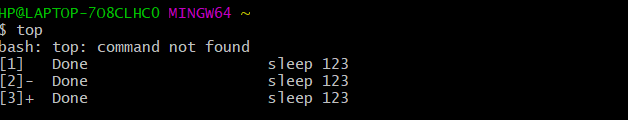 HP@LAPTOP-7O8CLHC0 MINGW64 ~
$ top
bash: top: command not found
[1]   Done                    sleep 123
[2]-  Done                    sleep 123
[3]+  Done                    sleep 123